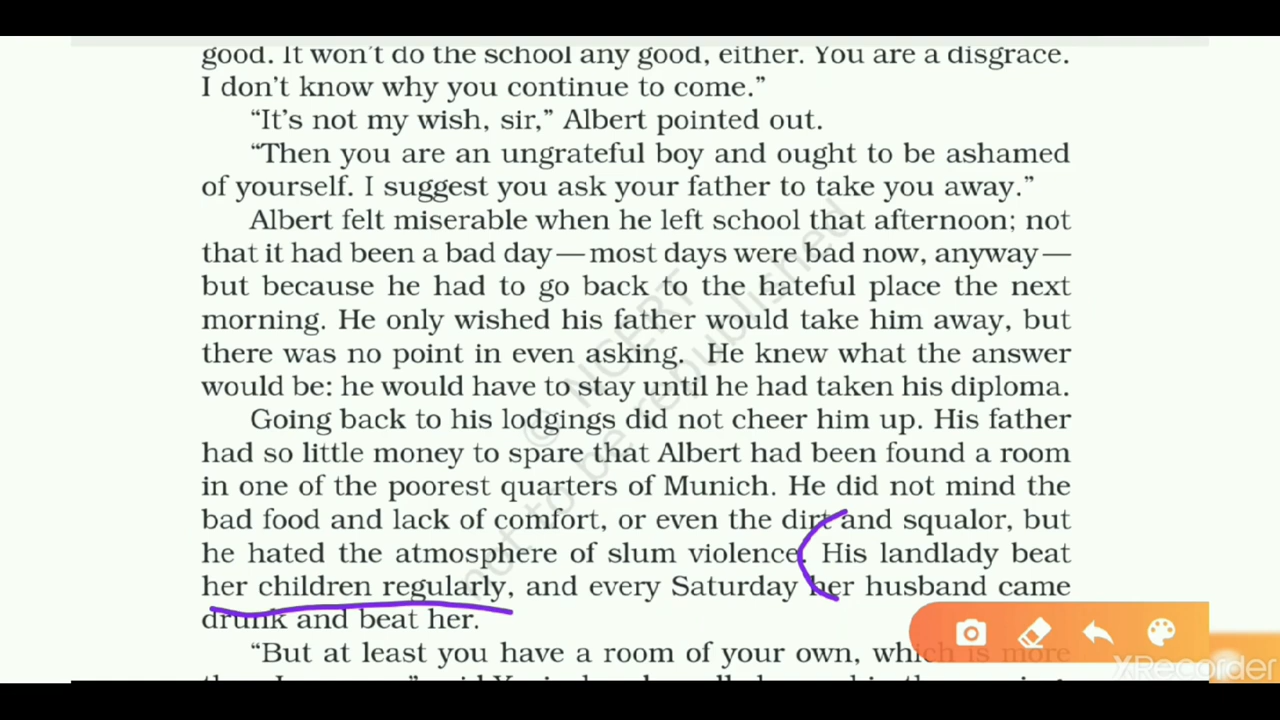 good. It won't do the school any good, either. You are a disgrace.
I don't know why you continue to come.”
“It's not my wish, sir,” Albert pointed out.
“Then you are an ungrateful boy and ought to be ashamed
of yourself. I suggest you ask your father to take you away.”
Albert felt miserable when he left school that afternoon; not
that it had been a bad day—most days were bad now, anyway—
but because he had to go back to the hateful place the next
morning. He only wished his father would take him away, but
there was no point in even asking. He knew what the answer
would be: he would have to stay until he had taken his diploma.
Going back to his lodgings did not cheer him up. His father
had so little money to spare that Albert had been found a room
in one of the poorest quarters of Munich. He did not mind the
bad food and lack of comfort, or even the dirt and squalor, but
he hated the atmosphere of slum violence. His landlady beat
her children regularly, and every Saturday her husband came
drunk and beat her.
“But at least you have a room of your own, which is more
© NCERT
not to be republished
XRecorder